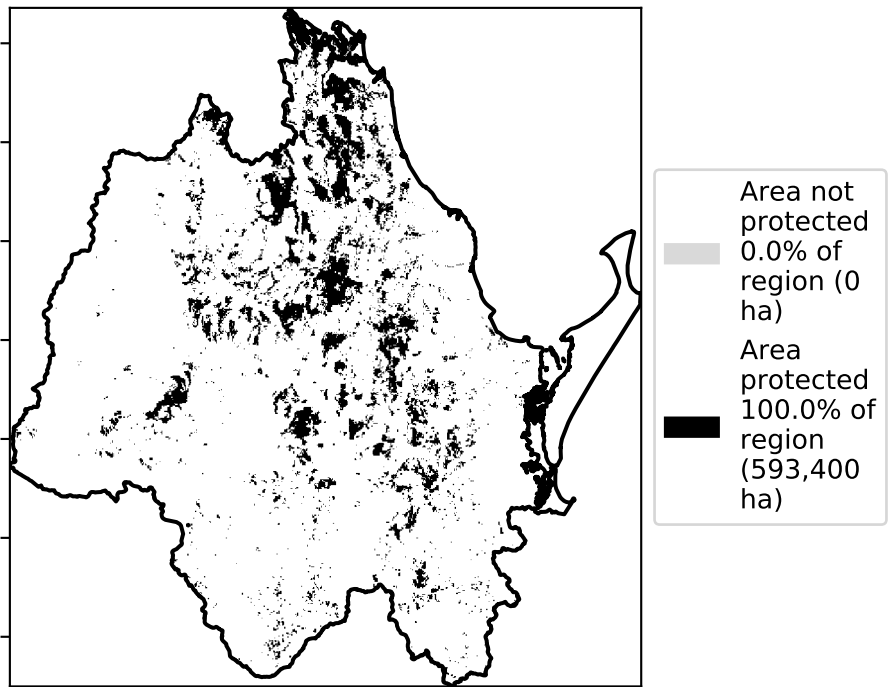 Area not
protected
0.0% of
region (0
ha)
Area
protected
100.0% of
region
(593,400
ha)